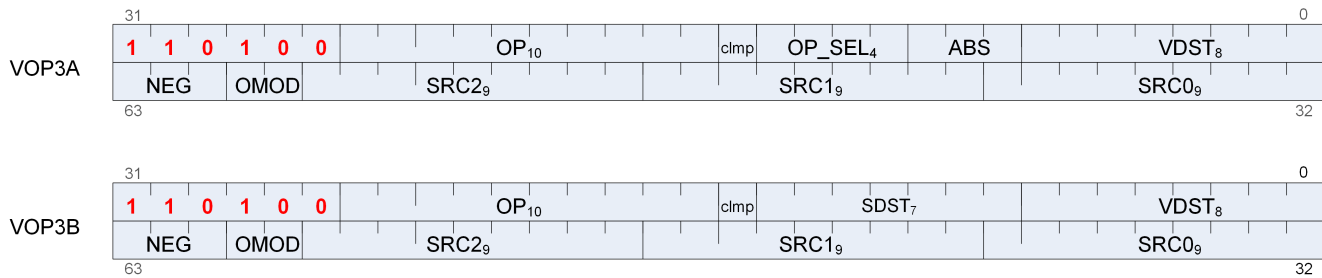 31 0
VOP3A
1 1 0 1 0 0 OP₁₀ clmp OP_SEL₄ ABS VDST₈
NEG OMOD SRC2₉ SRC1₉ SRC0₉
63 32
31 0
VOP3B
1 1 0 1 0 0 OP₁₀ clmp SDST₇ VDST₈
NEG OMOD SRC2₉ SRC1₉ SRC0₉
63 32